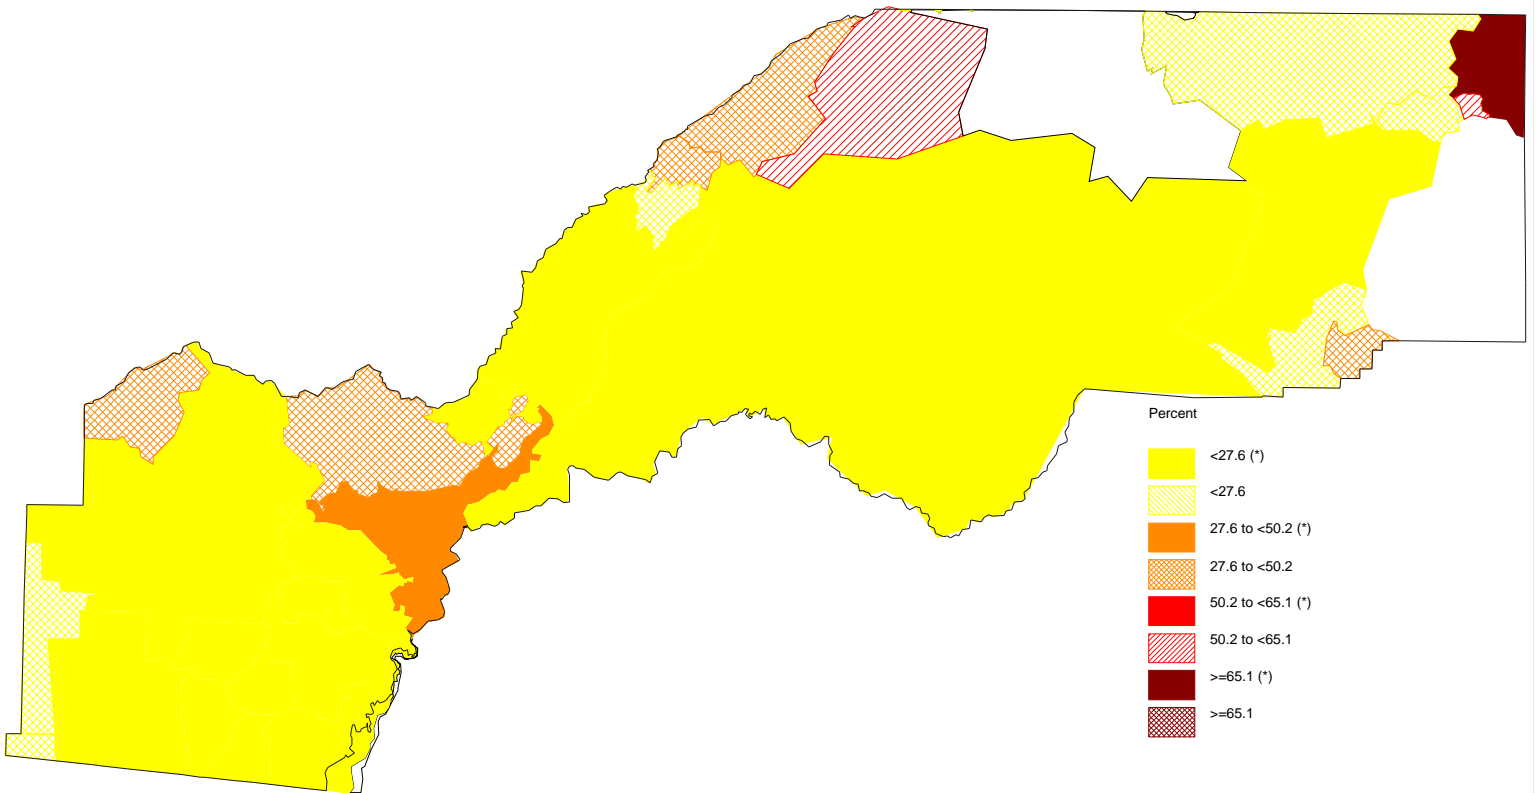 Percent
<27.6 (*)
<27.6
27.6 to <50.2 (*)
27.6 to <50.2
50.2 to <65.1 (*)
50.2 to <65.1
>=65.1 (*)
>=65.1